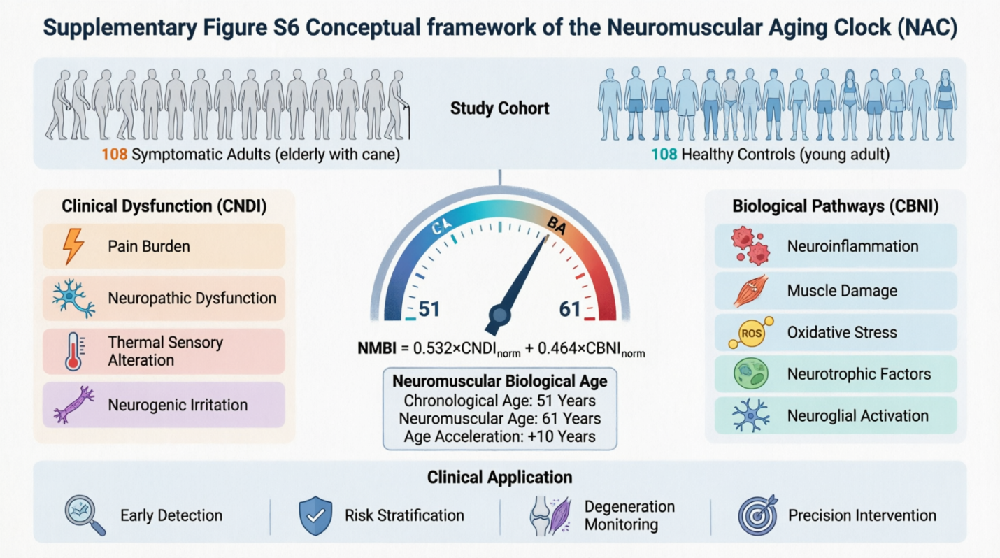 Supplementary Figure S6 Conceptual framework of the Neuromuscular Aging Clock (NAC)
Study Cohort
108 Symptomatic Adults (elderly with cane)
108 Healthy Controls (young adult)
Clinical Dysfunction (CNDI)
Pain Burden
Neuropathic Dysfunction
Thermal Sensory
Alteration
Neurogenic Irritation
CA
BA
51
61
NMBI = 0.532×CNDInorm + 0.464×CBNInorm
Neuromuscular Biological Age
Chronological Age: 51 Years
Neuromuscular Age: 61 Years
Age Acceleration: +10 Years
Biological Pathways (CBNI)
Neuroinflammation
Muscle Damage
ROS
Oxidative Stress
Neurotrophic Factors
Neuroglial Activation
Clinical Application
Early Detection
Risk Stratification
Degeneration
Monitoring
Precision Intervention